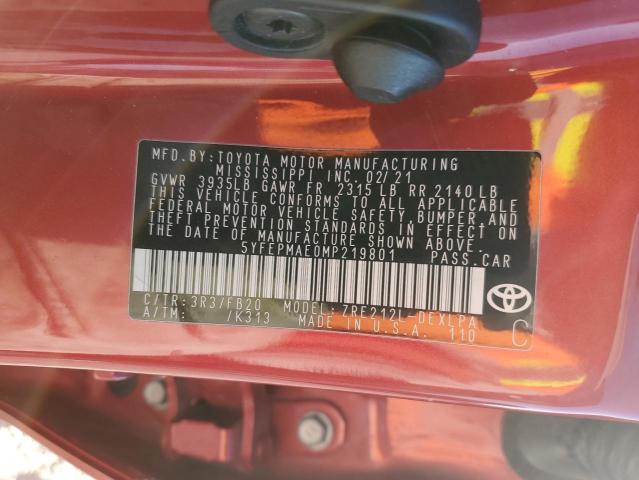 MFD.BY:TOYOTA MOTOR MANUFACTURING
MISSISSIPPI INC. 02/21
GVWR 3935LB GAWR FR 2315 LB RR 2140 LB
THIS VEHICLE CONFORMS TO ALL APPLICABLE
FEDERAL MOTOR VEHICLE SAFETY, BUMPER, AND
THEFT PREVENTION STANDARDS IN EFFECT ON
THE DATE OF MANUFACTURE SHOWN ABOVE.
5YFEPMAE0MP219801 PASS.CAR
C/TR:3R3/FB20 MODEL:ZRE212L-DEXLPA
A/TM: /K313 MADE IN U.S.A. 110
C